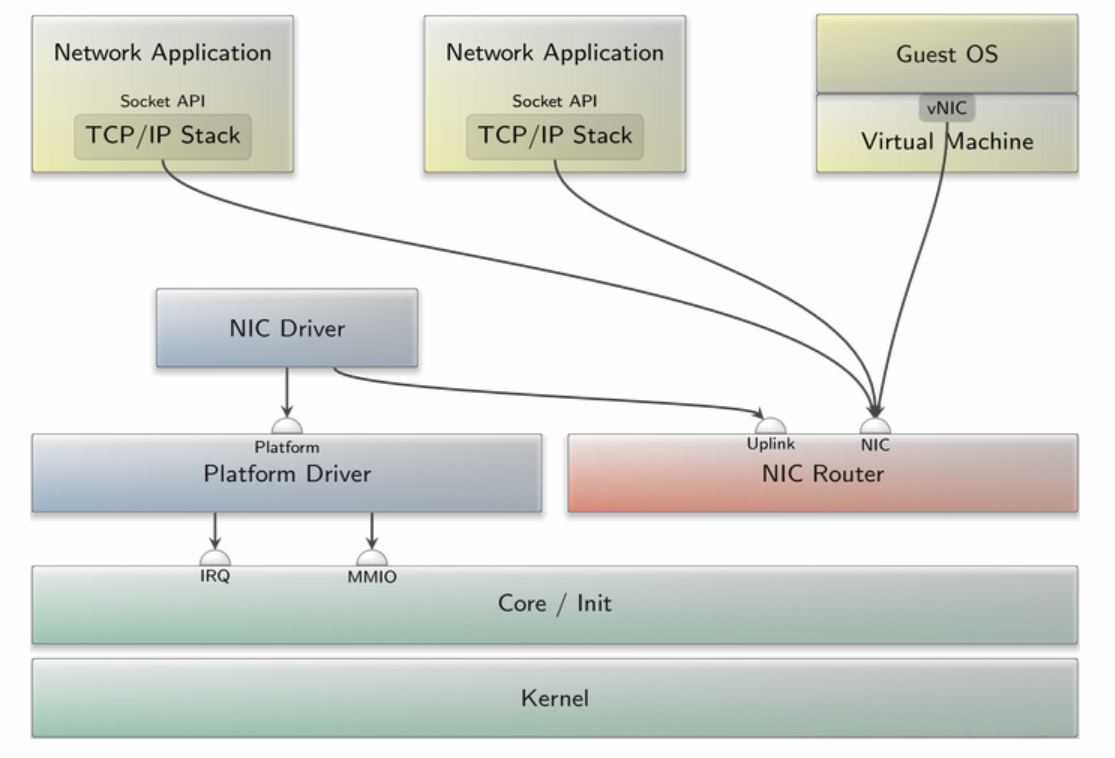 Network Application
Socket API
TCP/IP Stack
Network Application
Socket API
TCP/IP Stack
Guest OS
vNIC
Virtual Machine
NIC Driver
Platform
Platform Driver
Uplink
NIC
NIC Router
IRQ
MMIO
Core / Init
Kernel